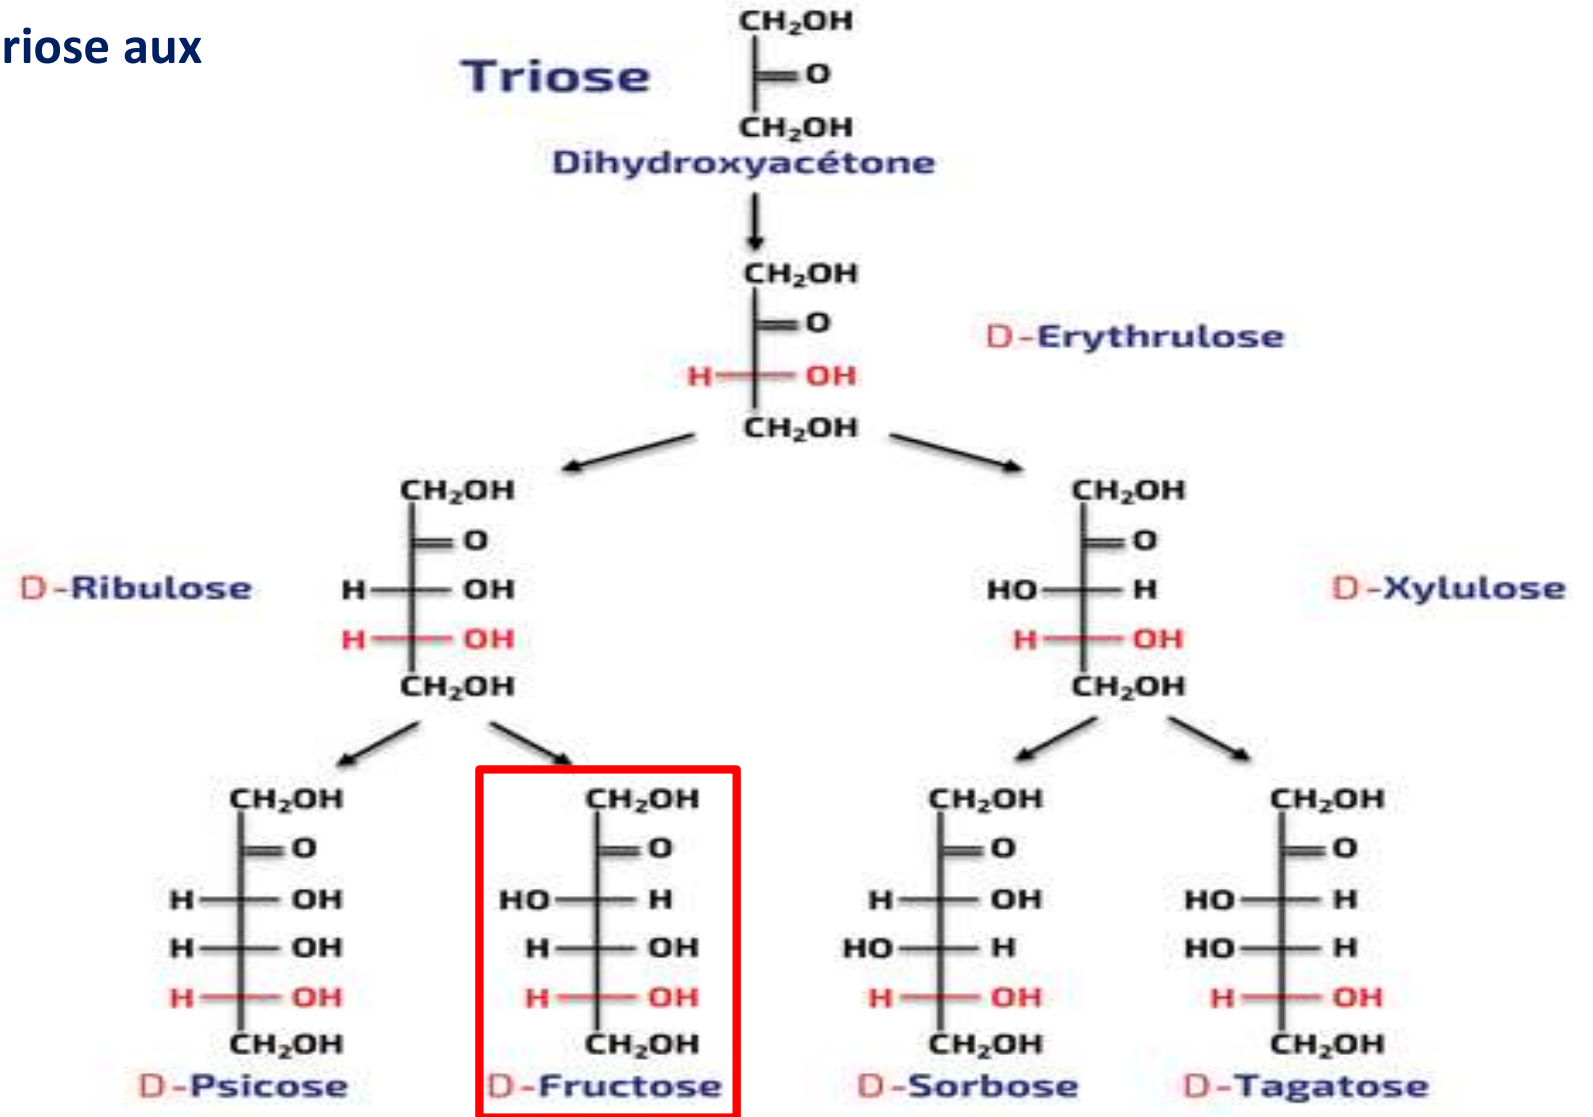 riose aux
CH₂OH
Triose
O
CH₂OH
Dihydroxyacétone
CH₂OH
O
D-Erythrulose
H OH
CH₂OH
CH₂OH CH₂OH
O O
D-Ribulose H OH HO H D-Xylulose
H OH H OH
CH₂OH CH₂OH
CH₂OH CH₂OH CH₂OH CH₂OH
O O O O
H OH HO H H OH HO H
H OH H OH HO H HO H
H OH H OH H OH H OH
CH₂OH CH₂OH CH₂OH CH₂OH
D-Psicose D-Fructose D-Sorbose D-Tagatose